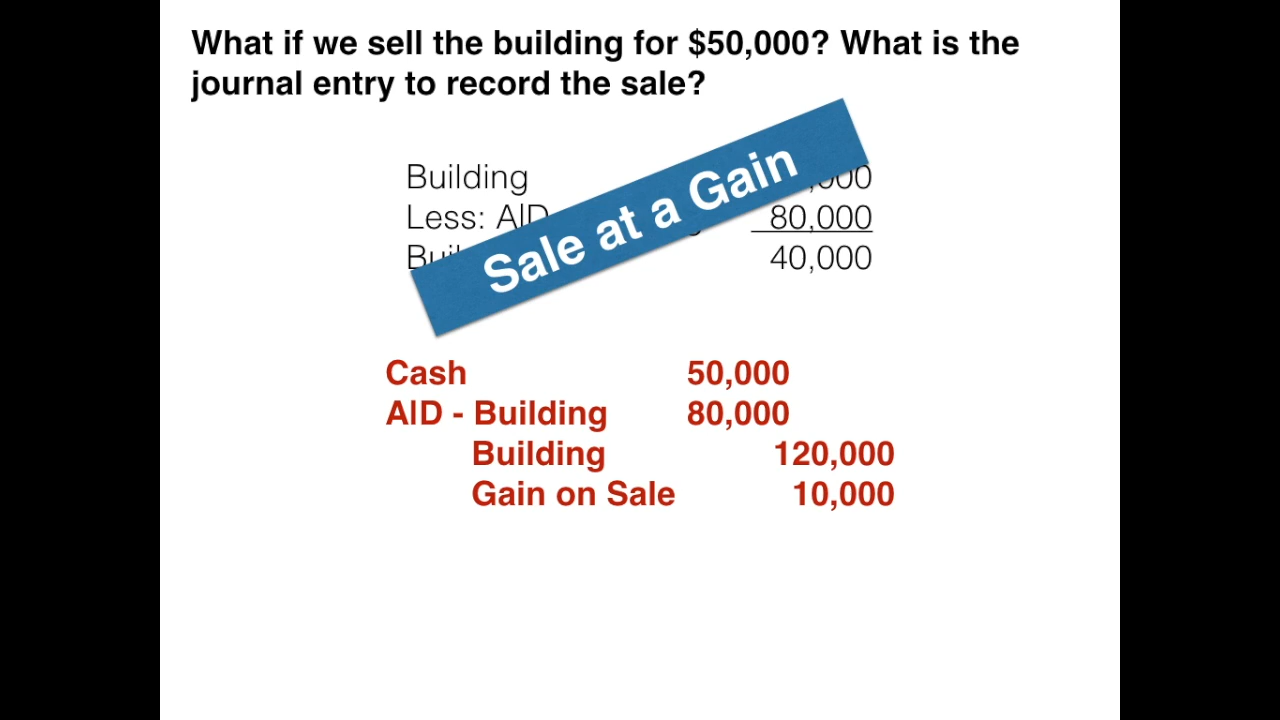 What if we sell the building for $50,000? What is the
journal entry to record the sale?
Sale at a Gain
Building ,000
Less: A|D 80,000
40,000
Cash 50,000
A|D - Building 80,000
Building 120,000
Gain on Sale 10,000